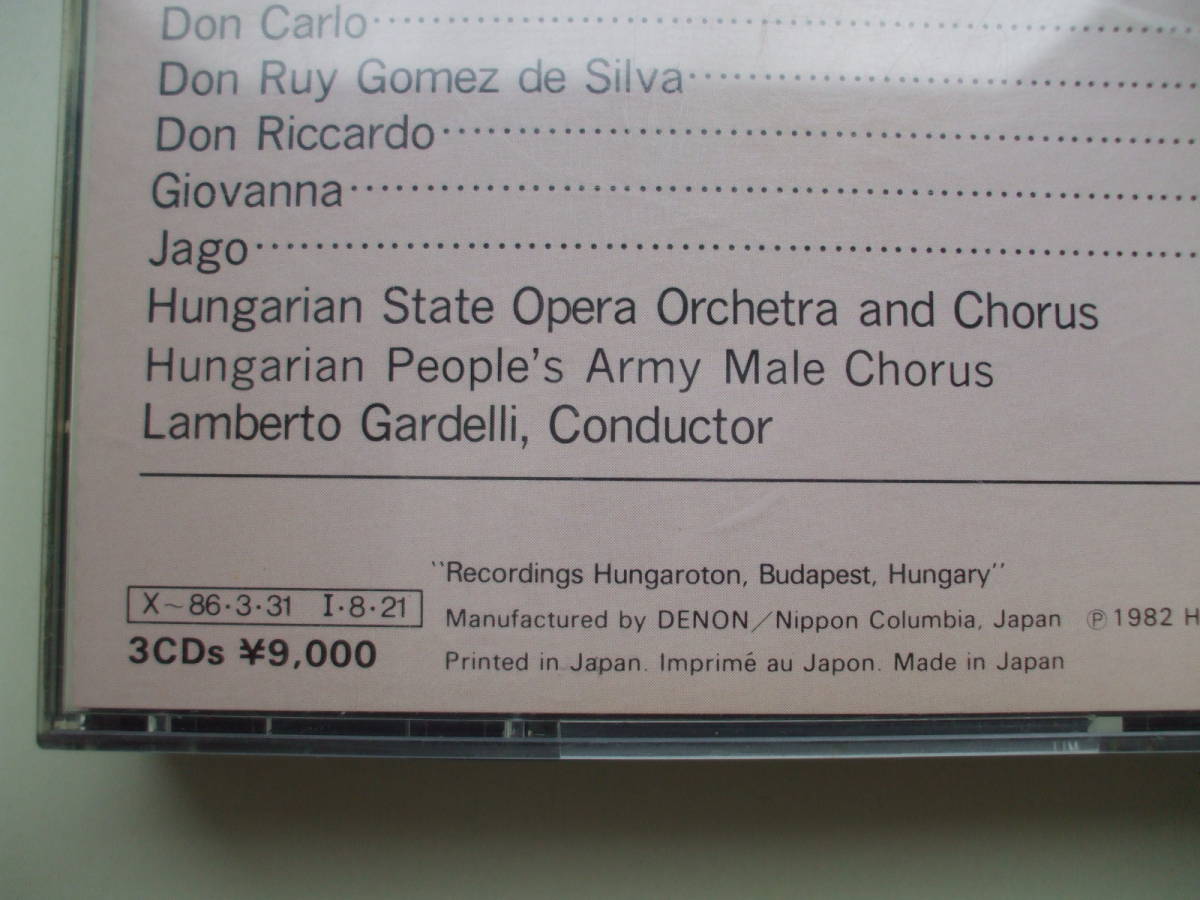 Don Carlo
Don Ruy Gomez de Silva
Don Riccardo
Giovanna
Jago
Hungarian State Opera Orchetra and Chorus
Hungarian People's Army Male Chorus
Lamberto Gardelli, Conductor
"Recordings Hungaroton, Budapest, Hungary"
X~86·3·31 I·8·21
Manufactured by DENON/Nippon Columbia, Japan ℗1982 H
3CDs ¥9,000
Printed in Japan. Imprimé au Japon. Made in Japan